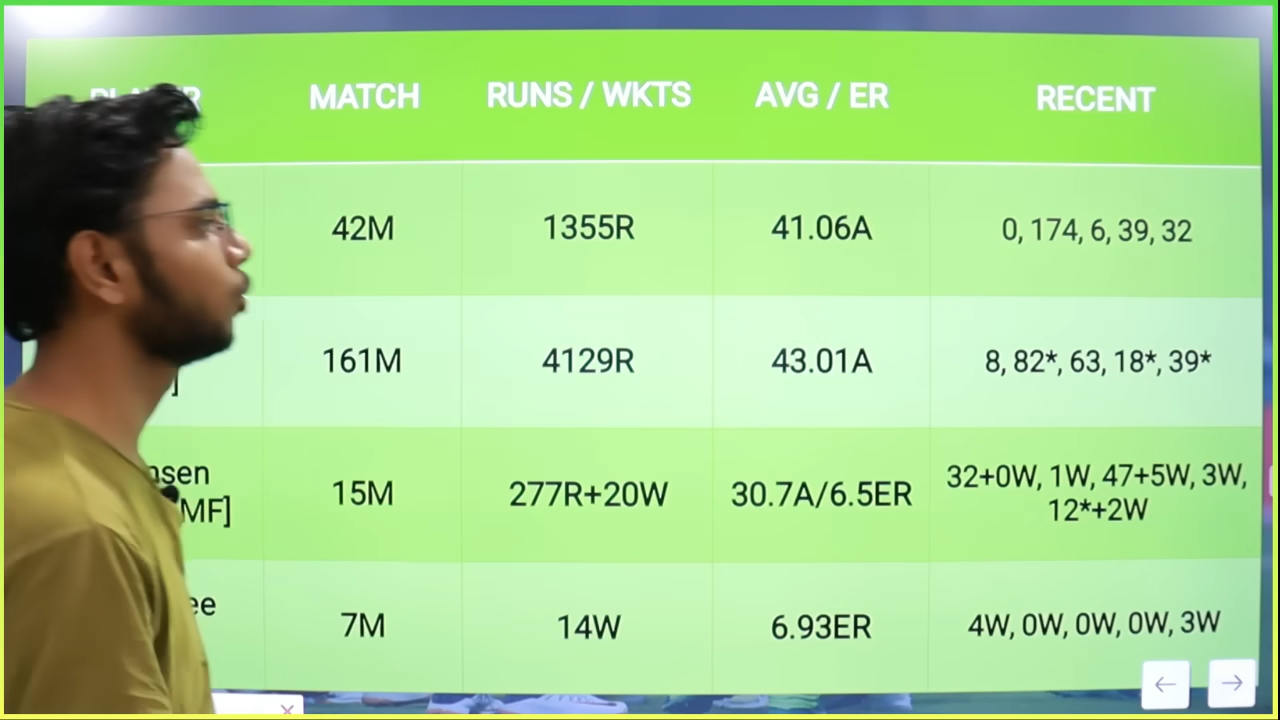 MATCH RUNS / WKTS AVG / ER RECENT
42M 1355R 41.06A 0, 174, 6, 39, 32
161M 4129R 43.01A 8, 82*, 63, 18*, 39*
]
nsen
MF] 15M 277R+20W 30.7A/6.5ER 32+0W, 1W, 47+5W, 3W,
12*+2W
ee
7M 14W 6.93ER 4W, 0W, 0W, 0W, 3W